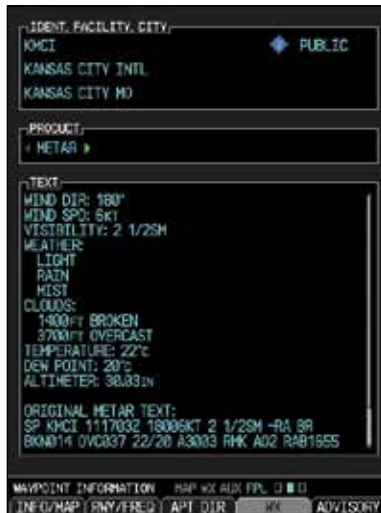 IDENT, FACILITY, CITY
KMCI PUBLIC
KANSAS CITY INTL
KANSAS CITY MO
PRODUCT
METAR
TEXT
WIND DIR: 180°
WIND SPD: 6KT
VISIBILITY: 2 1/2SM
WEATHER:
LIGHT
RAIN
MIST
CLOUDS:
1400FT BROKEN
3700FT OVERCAST
TEMPERATURE: 22°C
DEW POINT: 20°C
ALTIMETER: 30.03IN
ORIGINAL METAR TEXT:
SP KMCI 111703Z 18006KT 2 1/2SM -RA BR
BKN014 OVC037 22/20 A3003 RMK AO2 RAB1655
WAYPOINT INFORMATION MAP WX AUX FPL
INFO/MAP RWY/FREQ APT DIR WX ADVISORY